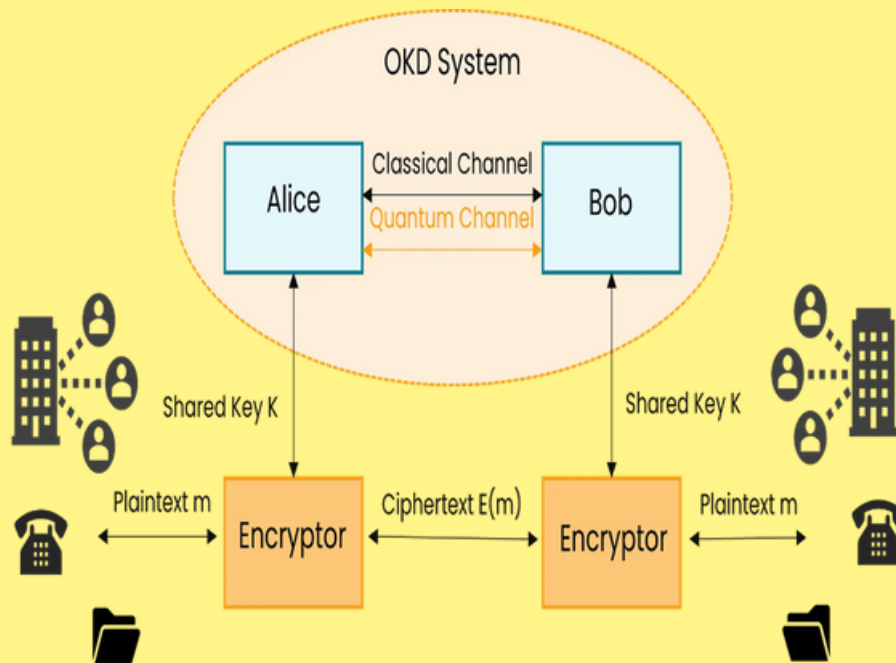 OKD System
Alice
Classical Channel
Quantum Channel
Bob
Shared Key K
Shared Key K
Plaintext m
Encryptor
Ciphertext E(m)
Encryptor
Plaintext m